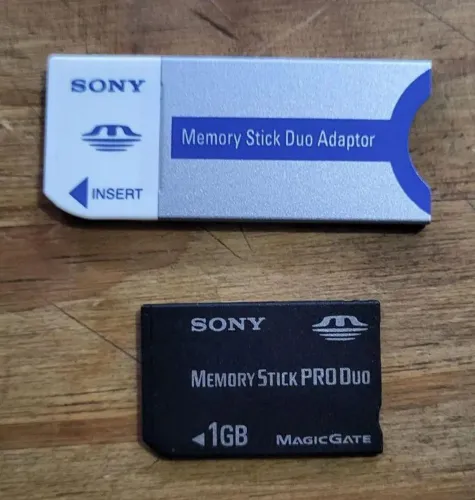 SONY
Memory Stick Duo Adaptor
INSERT
SONY
MEMORY STICK PRO DUO
1GB MAGICGATE